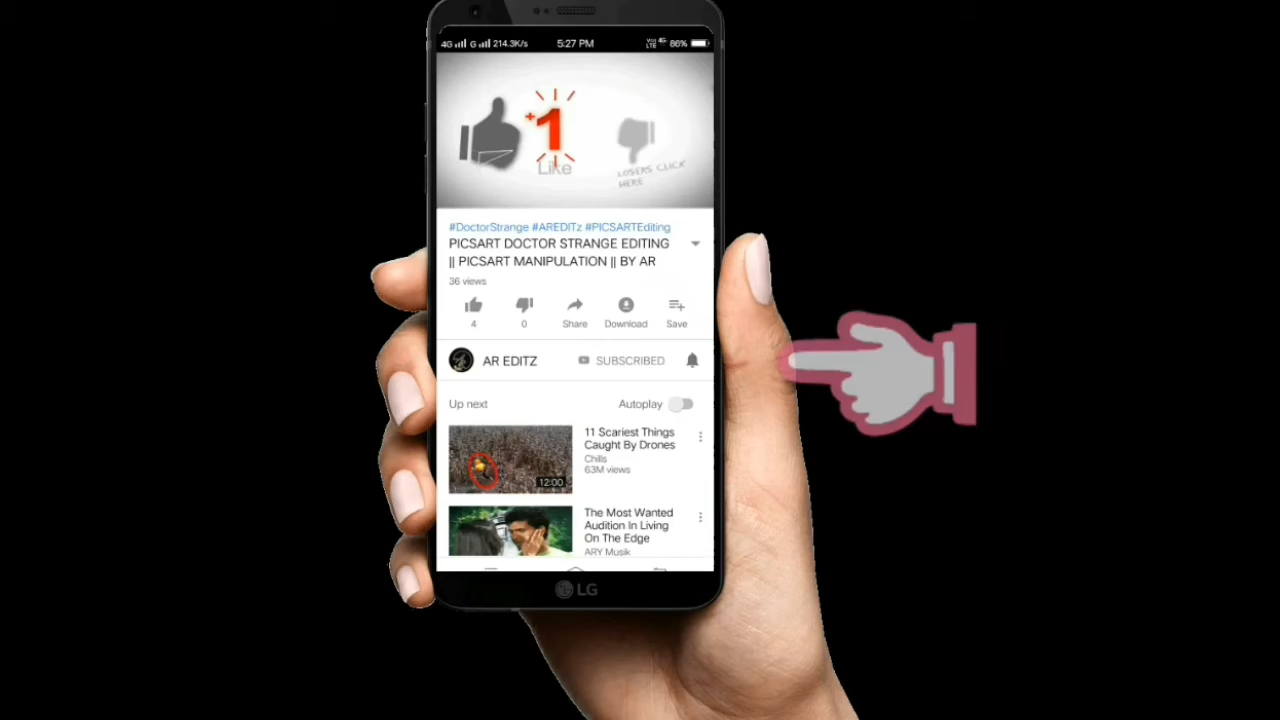 4G G 214.3K/s 5:27 PM VoLTE 4G 86%
+1
Like
LOSERS CLICK
HERE
#DoctorStrange #AREDITz #PICSARTEditing
PICSART DOCTOR STRANGE EDITING
|| PICSART MANIPULATION || BY AR
36 views
4 0 Share Download Save
AR EDITZ SUBSCRIBED
Up next Autoplay
11 Scariest Things
Caught By Drones
Chills
63M views
12:00
The Most Wanted
Audition In Living
On The Edge
ARY Musik
LG